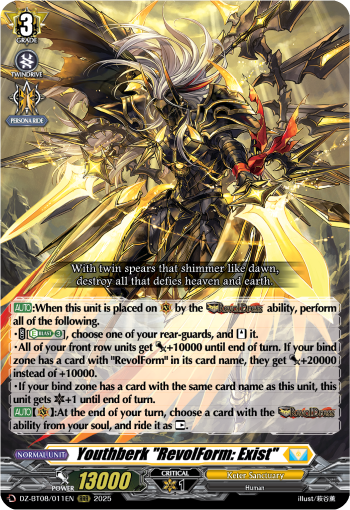 3
GRADE
TWINDRIVE
PERSONA RIDE
With twin spears that shimmer like dawn,
destroy all that defies heaven and earth.
AUTO:When this unit is placed on by the RevolDress ability, perform
all of the following.
•[ BLAST ], choose one of your rear-guards, and it.
•All of your front row units get +10000 until end of turn. If your bind
zone has a card with "RevolForm" in its card name, they get +20000
instead of +10000.
•If your bind zone has a card with the same card name as this unit, this
unit gets +1 until end of turn.
AUTO[ ]:At the end of your turn, choose a card with the RevolDress
ability from your soul, and ride it as .
NORMAL UNIT
Youthberk "RevolForm: Exist"
POWER
13000
CRITICAL
1
Keter Sanctuary
Human
DZ-BT08/011EN RRR 2025
illust/萩谷薫